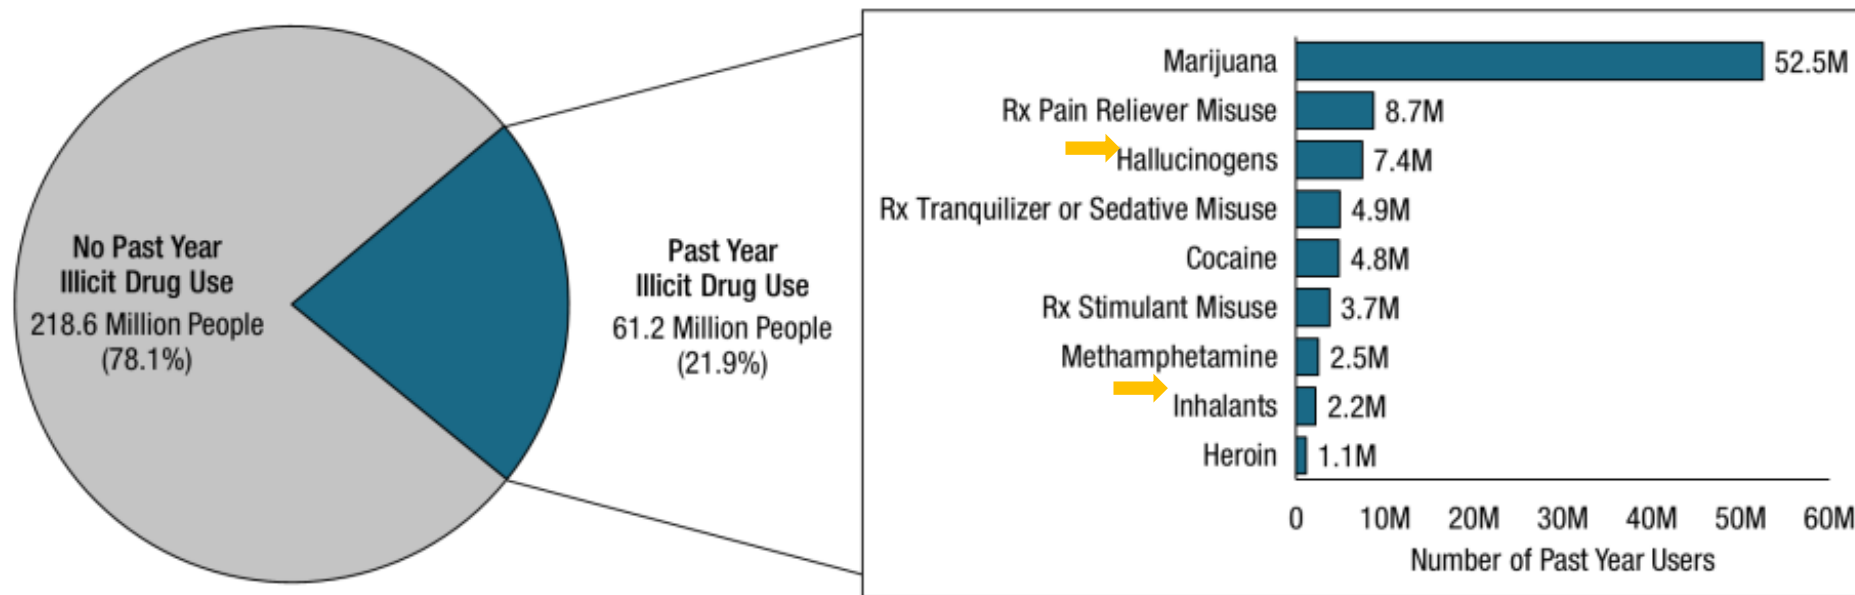 No Past Year
Illicit Drug Use
218.6 Million People
(78.1%)
Past Year
Illicit Drug Use
61.2 Million People
(21.9%)
Marijuana 52.5M
Rx Pain Reliever Misuse 8.7M
Hallucinogens 7.4M
Rx Tranquilizer or Sedative Misuse 4.9M
Cocaine 4.8M
Rx Stimulant Misuse 3.7M
Methamphetamine 2.5M
Inhalants 2.2M
Heroin 1.1M
0 10M 20M 30M 40M 50M 60M
Number of Past Year Users